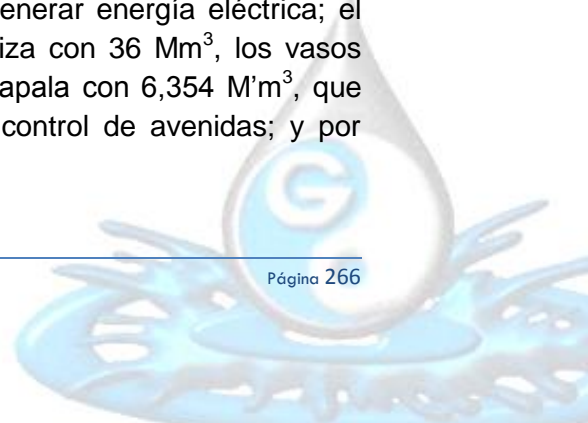 enerar energía eléctrica; el
iza con 36 Mm³, los vasos
apala con 6,354 M'm³, que
control de avenidas; y por
G
Página 266